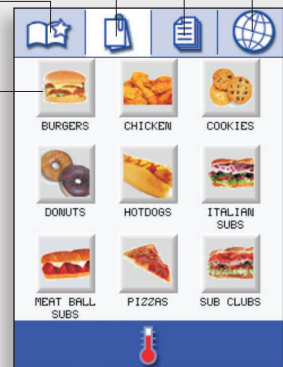 BURGERS CHICKEN COOKIES
DONUTS HOTDOGS ITALIAN
SUBS
MEAT BALL PIZZAS SUB CLUBS
SUBS